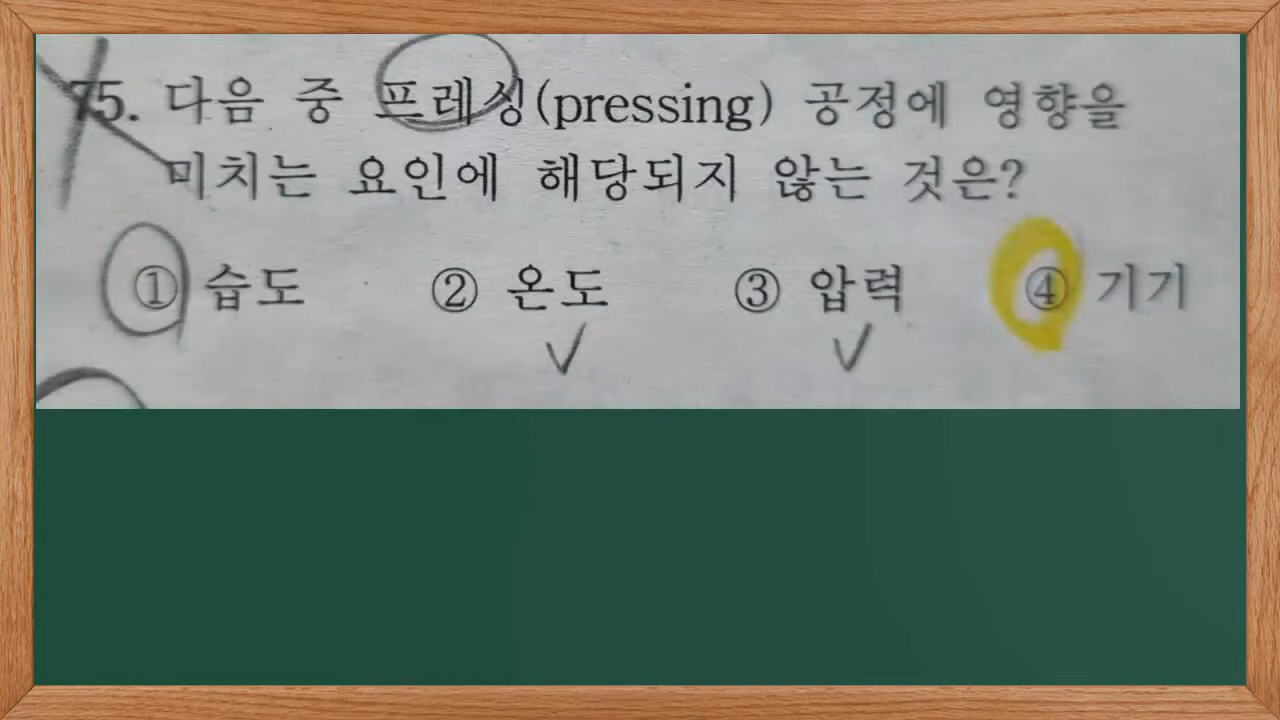 75. 다음 중 프레싱(pressing) 공정에 영향을
미치는 요인에 해당되지 않는 것은?
① 습도 ② 온도 ③ 압력 ④ 기기